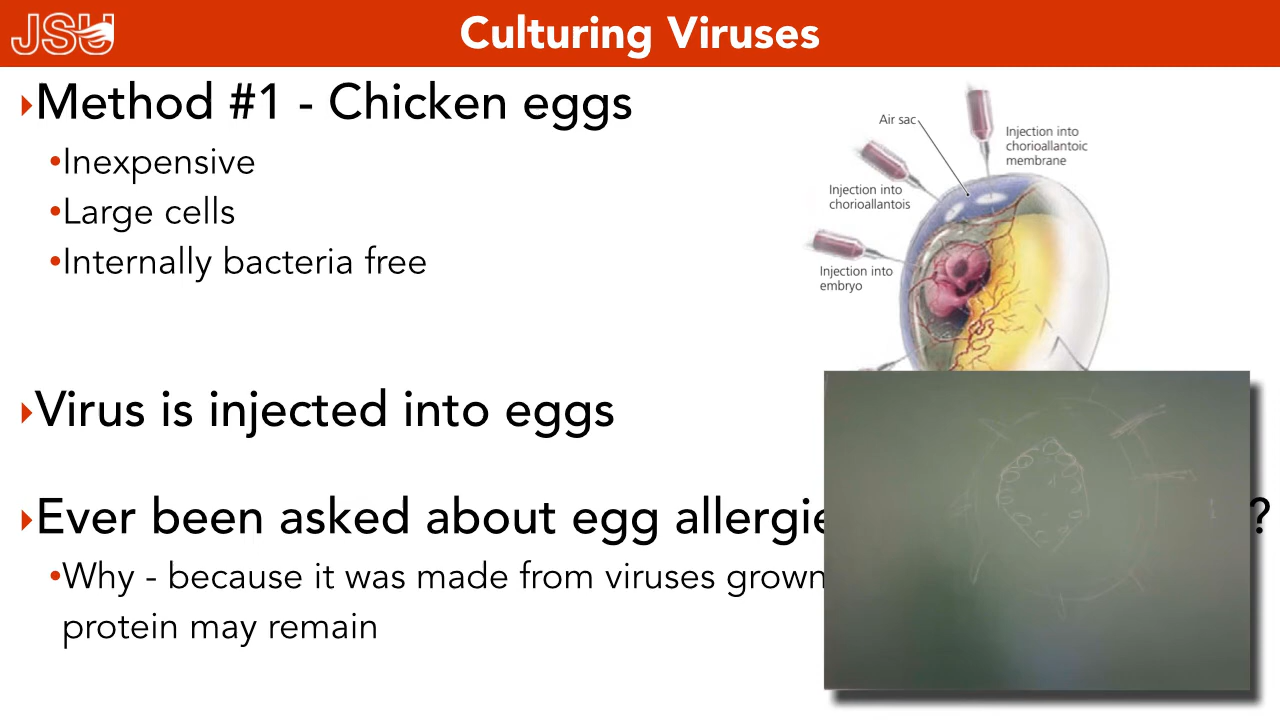 JSU
Culturing Viruses
Method #1 - Chicken eggs
•Inexpensive
•Large cells
•Internally bacteria free
Virus is injected into eggs
Ever been asked about egg ?
•Why - because it was made from viruses grown
protein may remain
Air sac
Injection into
chorioallantoic
membrane
Injection into
chorioallantois
Injection into
embryo